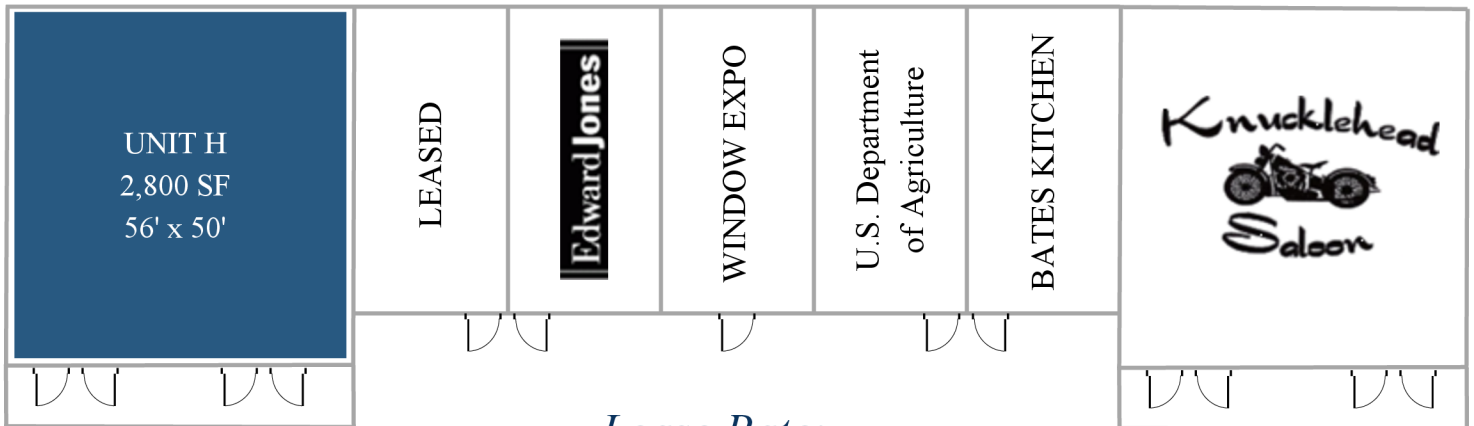 UNIT H
2,800 SF
56' x 50'
LEASED
Edward Jones
WINDOW EXPO
U.S. Department
of Agriculture
BATES KITCHEN
Knucklehead
Saloon